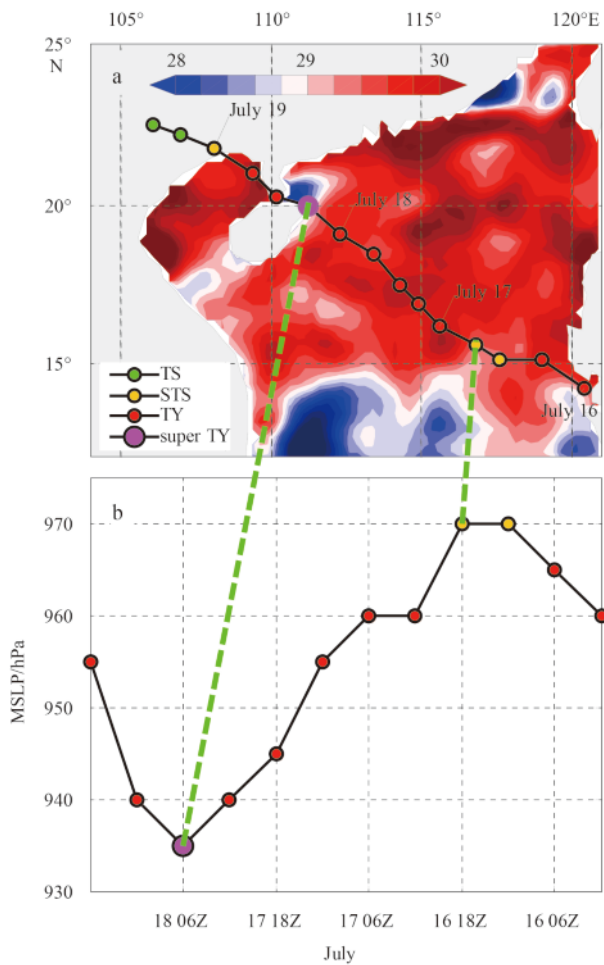 105° 110° 115° 120°E
25°
N
20°
15°
a
28 29 30
July 19
July 18
July 17
July 16
TS
STS
TY
super TY
b
970
960
950
940
930
MSLP/hPa
18 06Z 17 18Z 17 06Z 16 18Z 16 06Z
July